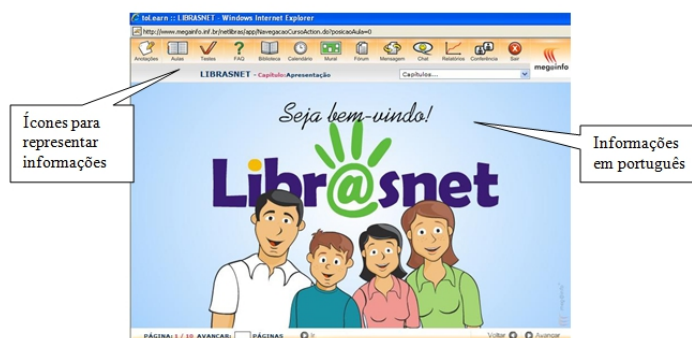 toLearn :: LIBRASNET - Windows Internet Explorer
http://www.megainfo.inf.br/netlibras/app/NavegacaoCursoAction.do?posicaoAula=0
Anotações Aulas Testes FAQ Biblioteca Calendário Mural Fórum Mensagem Chat Relatórios Conferência Sair
megainfo
LIBRASNET - Capítulo:Apresentação Capítulos...
Ícones para
representar
informações
Seja bem-vindo!
Informações
em português
Libr@snet
PÁGINA: 1 / 10 AVANCAR: PÁGINAS Ir Voltar Avançar